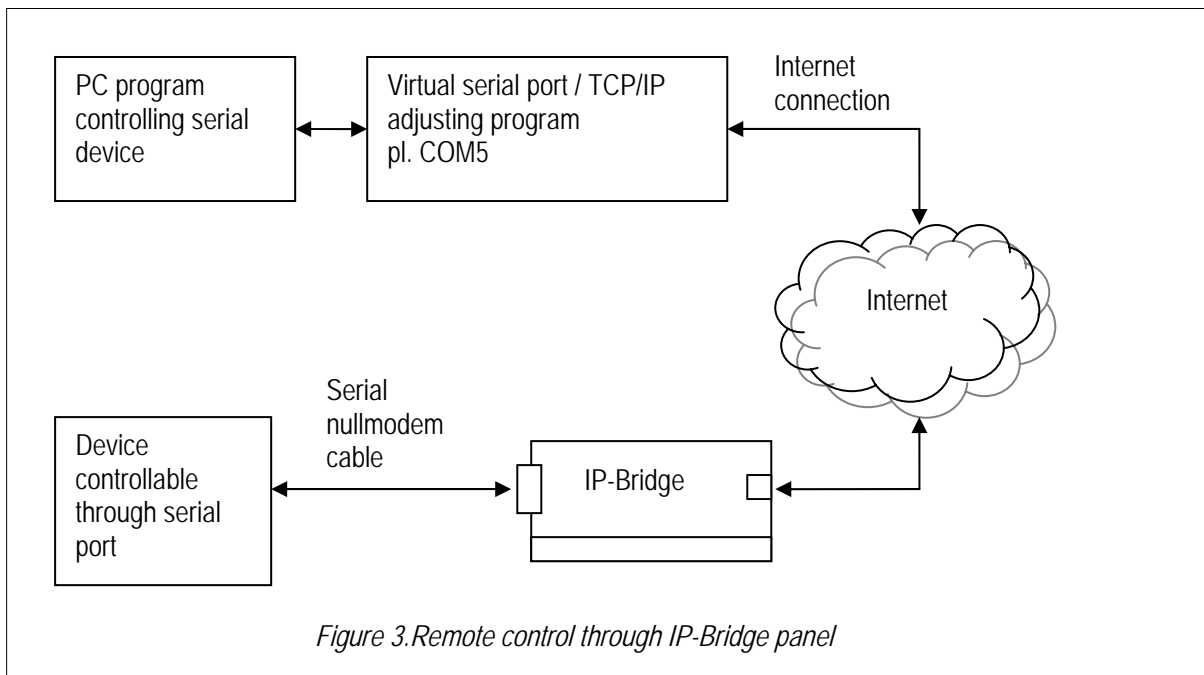 PC program
controlling serial
device
Virtual serial port / TCP/IP
adjusting program
pl. COM5
Internet
connection
Internet
Serial
nullmodem
cable
Device
controllable
through serial
port
IP-Bridge
Figure 3.Remote control through IP-Bridge panel